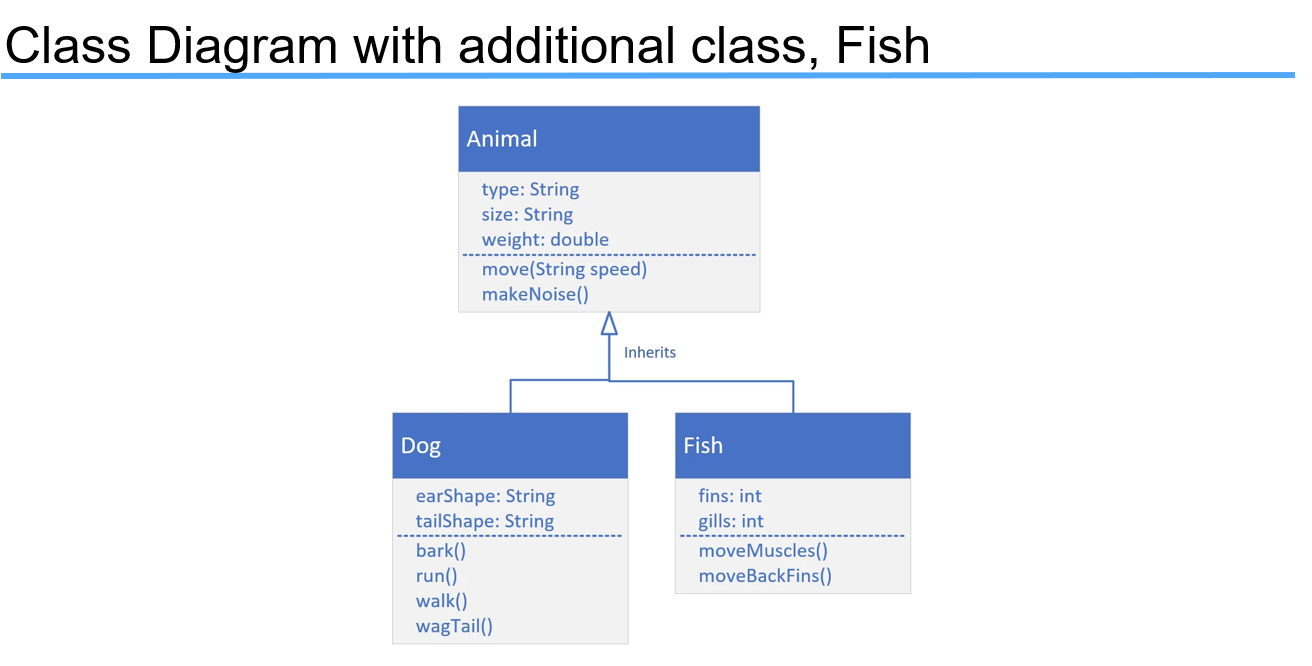 Class Diagram with additional class, Fish
Animal
type: String
size: String
weight: double
move(String speed)
makeNoise()
Inherits
Dog
earShape: String
tailShape: String
bark()
run()
walk()
wagTail()
Fish
fins: int
gills: int
moveMuscles()
moveBackFins()